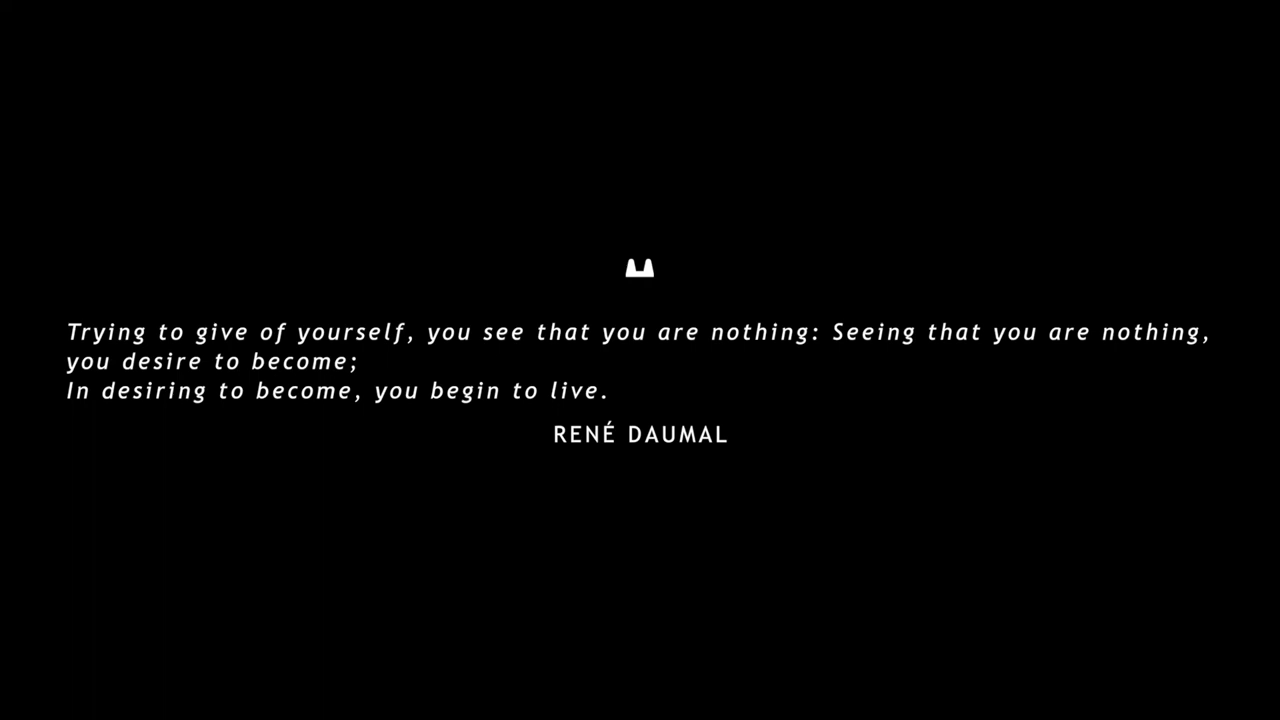 Trying to give of yourself, you see that you are nothing: Seeing that you are nothing,
you desire to become;
In desiring to become, you begin to live.
RENÉ DAUMAL